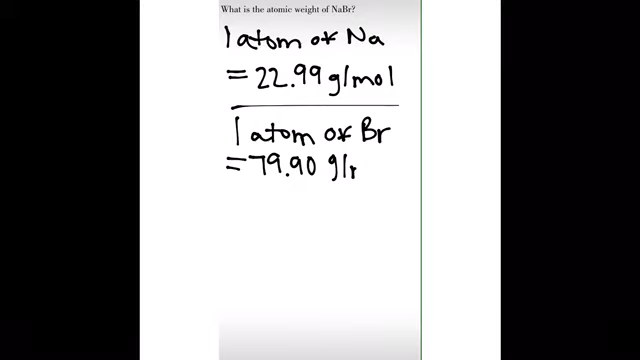 What is the atomic weight of NaBr?
1 atom of Na
= 22.99 g/mol
1 atom of Br
= 79.90 g/r